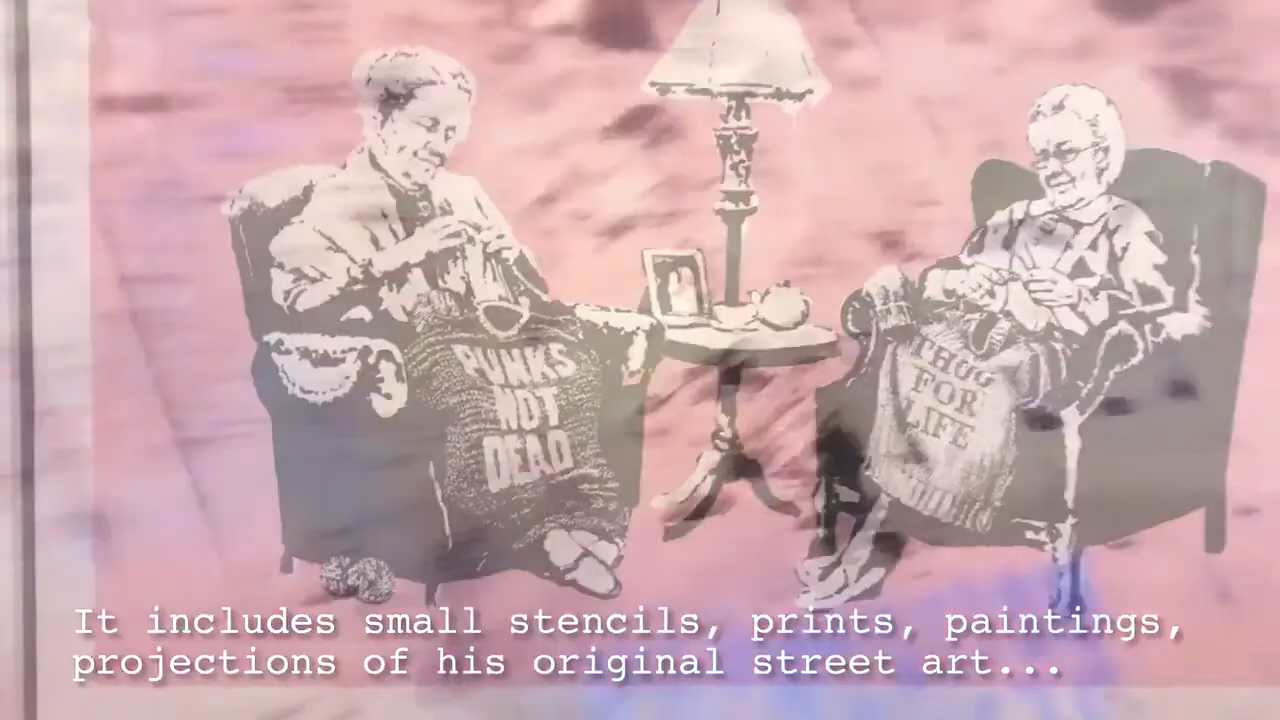 PUNKS
NOT
DEAD
THUG
FOR
LIFE
It includes small stencils, prints, paintings,
projections of his original street art...